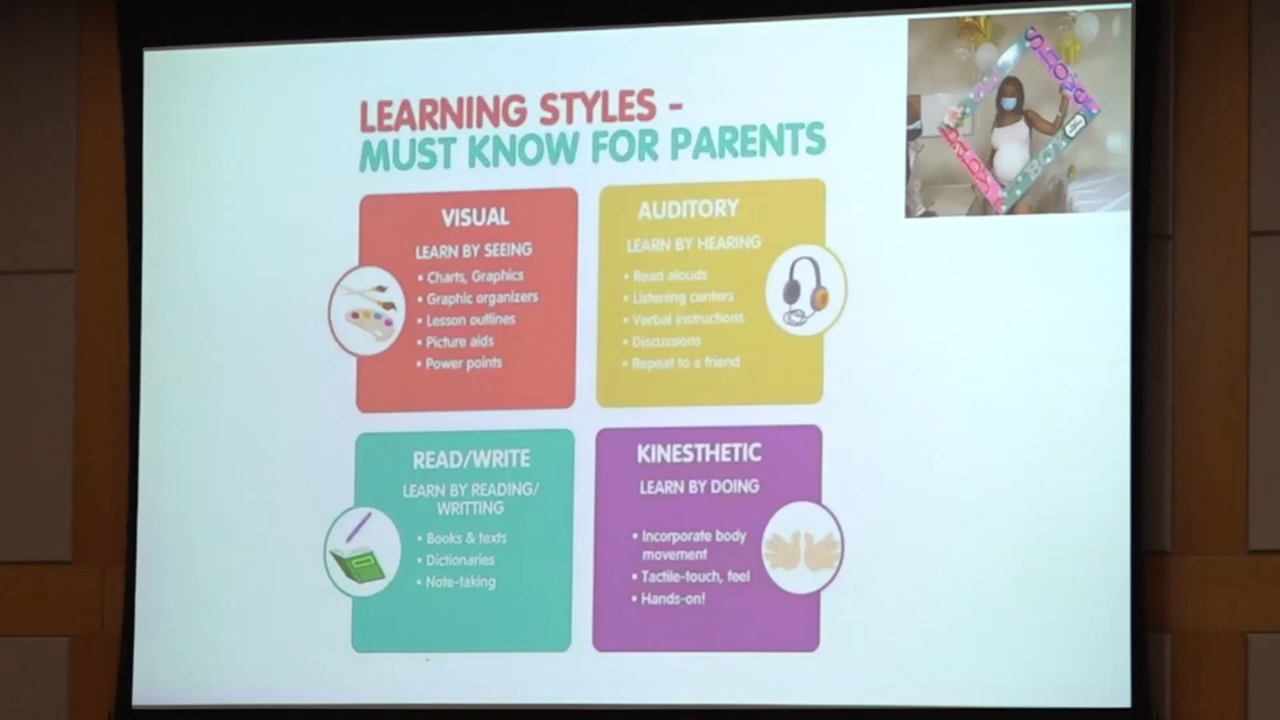 LEARNING STYLES -
MUST KNOW FOR PARENTS
VISUAL
LEARN BY SEEING
• Charts, Graphics
• Graphic organizers
• Lesson outlines
• Picture aids
• Power points
AUDITORY
LEARN BY HEARING
• Read alouds
• Listening centers
• Verbal instructions
• Discussions
• Repeat to a friend
READ/WRITE
LEARN BY READING/
WRITTING
• Books & texts
• Dictionaries
• Note-taking
KINESTHETIC
LEARN BY DOING
• Incorporate body
movement
• Tactile-touch, feel
• Hands-on!